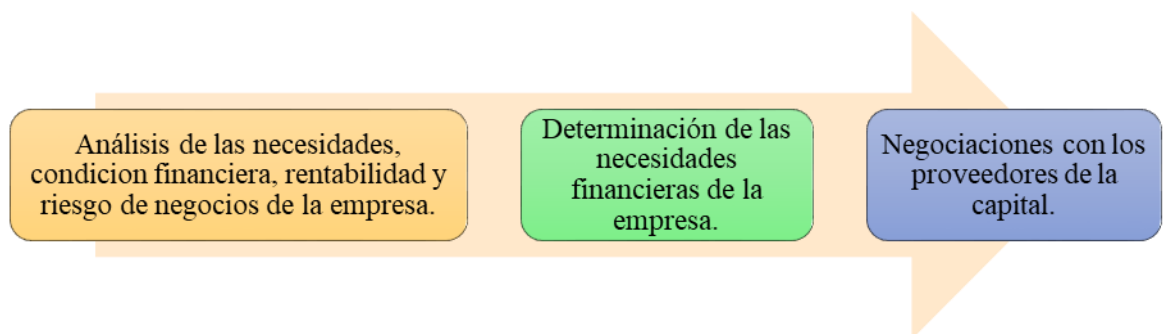 Análisis de las necesidades,
condicion financiera, rentabilidad y
riesgo de negocios de la empresa.
Determinación de las
necesidades
financieras de la
empresa.
Negociaciones con los
proveedores de la
capital.